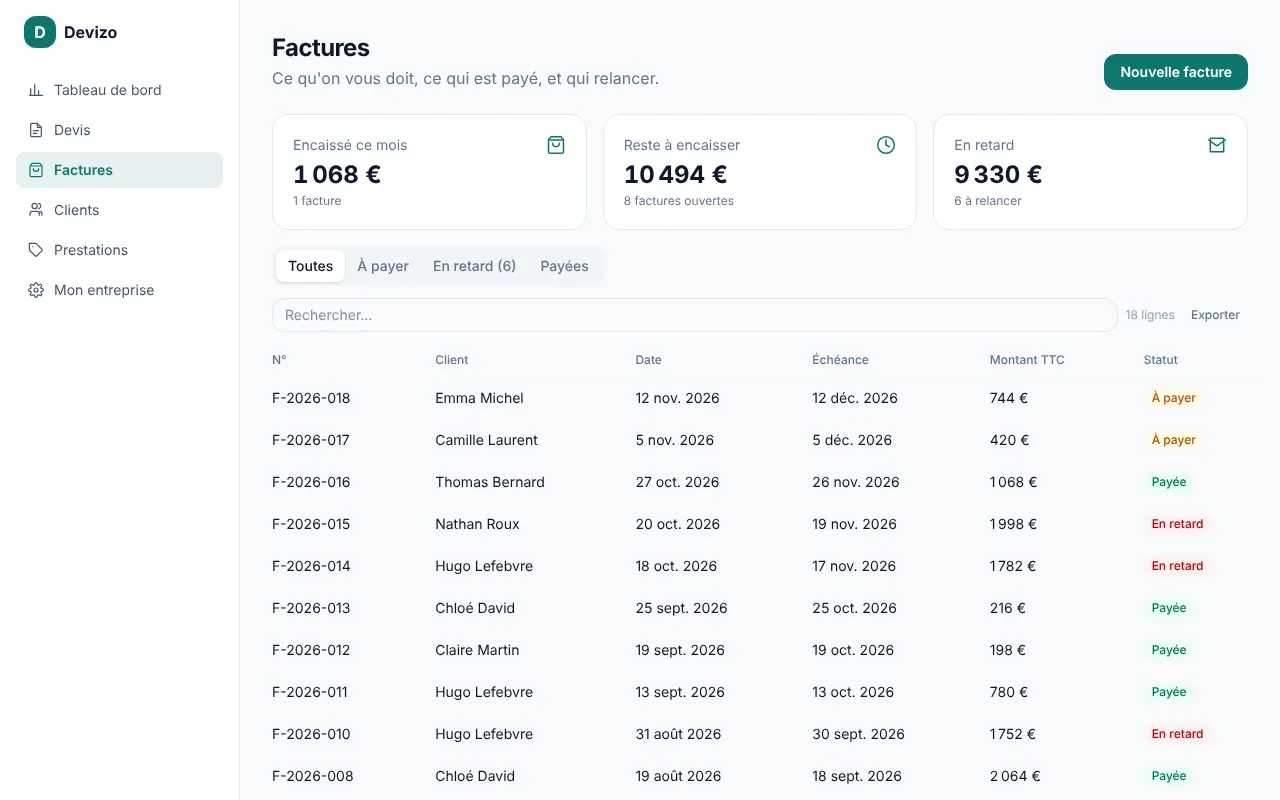 D Devizo
Tableau de bord
Devis
Factures
Clients
Prestations
Mon entreprise
Factures
Ce qu'on vous doit, ce qui est payé, et qui relancer.
Nouvelle facture
Encaissé ce mois
1 068 €
1 facture
Reste à encaisser
10 494 €
8 factures ouvertes
En retard
9 330 €
6 à relancer
Toutes À payer En retard (6) Payées
Rechercher... 18 lignes Exporter
N° Client Date Échéance Montant TTC Statut
F-2026-018 Emma Michel 12 nov. 2026 12 déc. 2026 744 € À payer
F-2026-017 Camille Laurent 5 nov. 2026 5 déc. 2026 420 € À payer
F-2026-016 Thomas Bernard 27 oct. 2026 26 nov. 2026 1 068 € Payée
F-2026-015 Nathan Roux 20 oct. 2026 19 nov. 2026 1 998 € En retard
F-2026-014 Hugo Lefebvre 18 oct. 2026 17 nov. 2026 1 782 € En retard
F-2026-013 Chloé David 25 sept. 2026 25 oct. 2026 216 € Payée
F-2026-012 Claire Martin 19 sept. 2026 19 oct. 2026 198 € Payée
F-2026-011 Hugo Lefebvre 13 sept. 2026 13 oct. 2026 780 € Payée
F-2026-010 Hugo Lefebvre 31 août 2026 30 sept. 2026 1 752 € En retard
F-2026-008 Chloé David 19 août 2026 18 sept. 2026 2 064 € Payée